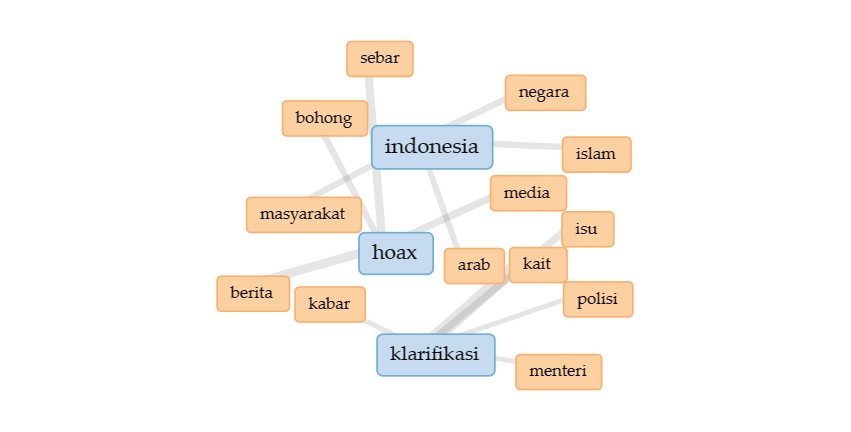 sebar
negara
bohong
indonesia
islam
media
masyarakat
isu
hoax
arab
kait
berita
kabar
polisi
klarifikasi
menteri